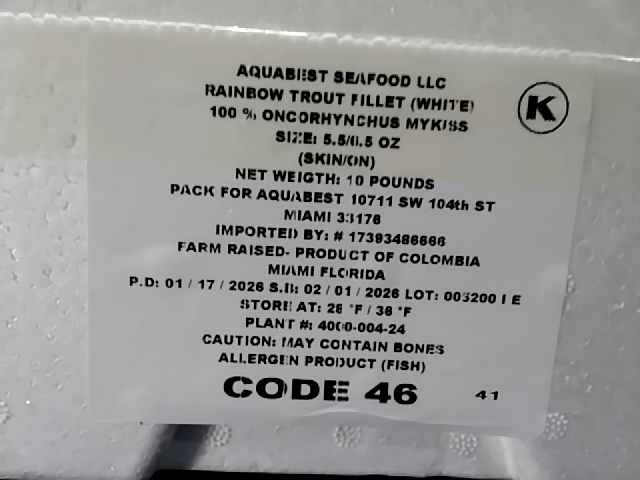 AQUABEST SEAFOOD LLC
RAINBOW TROUT FILLET (WHITE)
K
100 % ONCORHYNCHUS MYKISS
SIZE: 5.5/6.5 OZ
(SKIN/ON)
NET WEIGTH: 10 POUNDS
PACK FOR AQUABEST 10711 SW 104th ST
MIAMI 33176
IMPORTED BY: # 17393486666
FARM RAISED- PRODUCT OF COLOMBIA
MIAMI FLORIDA
P.D: 01 / 17 / 2026 S.B: 02 / 01 / 2026 LOT:
STORE AT: 28 °F / 36 °F
PLANT #: 4000-004-24
CAUTION: MAY CONTAIN BONES
ALLERGEN PRODUCT (FISH)
CODE 46
41